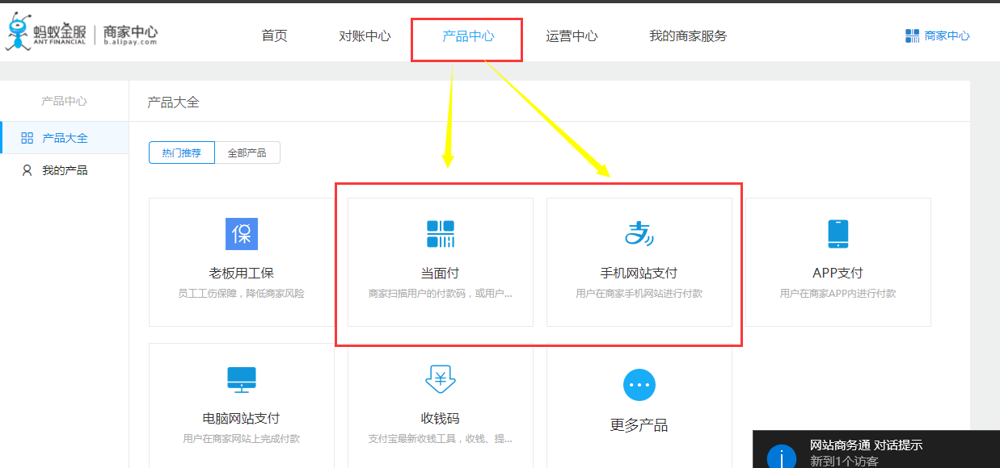 蚂蚁金服 商家中心
ANT FINANCIAL b.alipay.com
首页 对账中心 产品中心 运营中心 我的商家服务 商家中心
产品中心
产品大全
我的产品
产品大全
热门推荐 全部产品
保
老板用工保
员工工伤保障，降低商家风险
当面付
商家扫描用户的付款码，或用户...
支
手机网站支付
用户在商家手机网站进行付款
APP支付
用户在商家APP内进行付款
电脑网站支付
用户在商家网站上完成付款
¥
收钱码
支付宝最新收钱工具，收钱、提...
更多产品
网站商务通 对话提示
新到1个访客